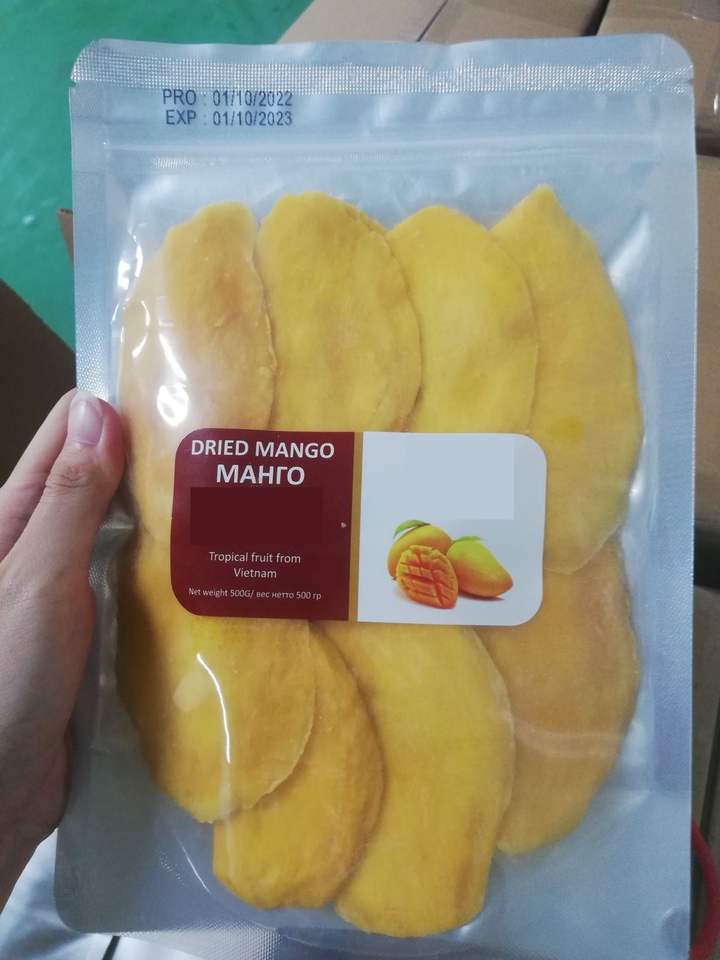 PRO : 01/10/2022
EXP : 01/10/2023
DRIED MANGO
МАНГО
Tropical fruit from
Vietnam
Net weight 500G/ вес нетто 500 гр